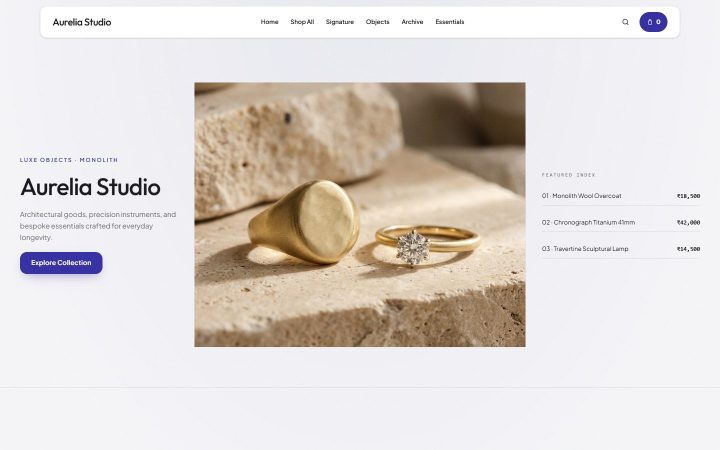 Aurelia Studio
Home Shop All Signature Objects Archive Essentials
0
LUXE OBJECTS · MONOLITH
Aurelia Studio
Architectural goods, precision instruments, and
bespoke essentials crafted for everyday
longevity.
Explore Collection
FEATURED INDEX
01 · Monolith Wool Overcoat ₹18,500
02 · Chronograph Titanium 41mm ₹42,000
03 · Travertine Sculptural Lamp ₹14,500